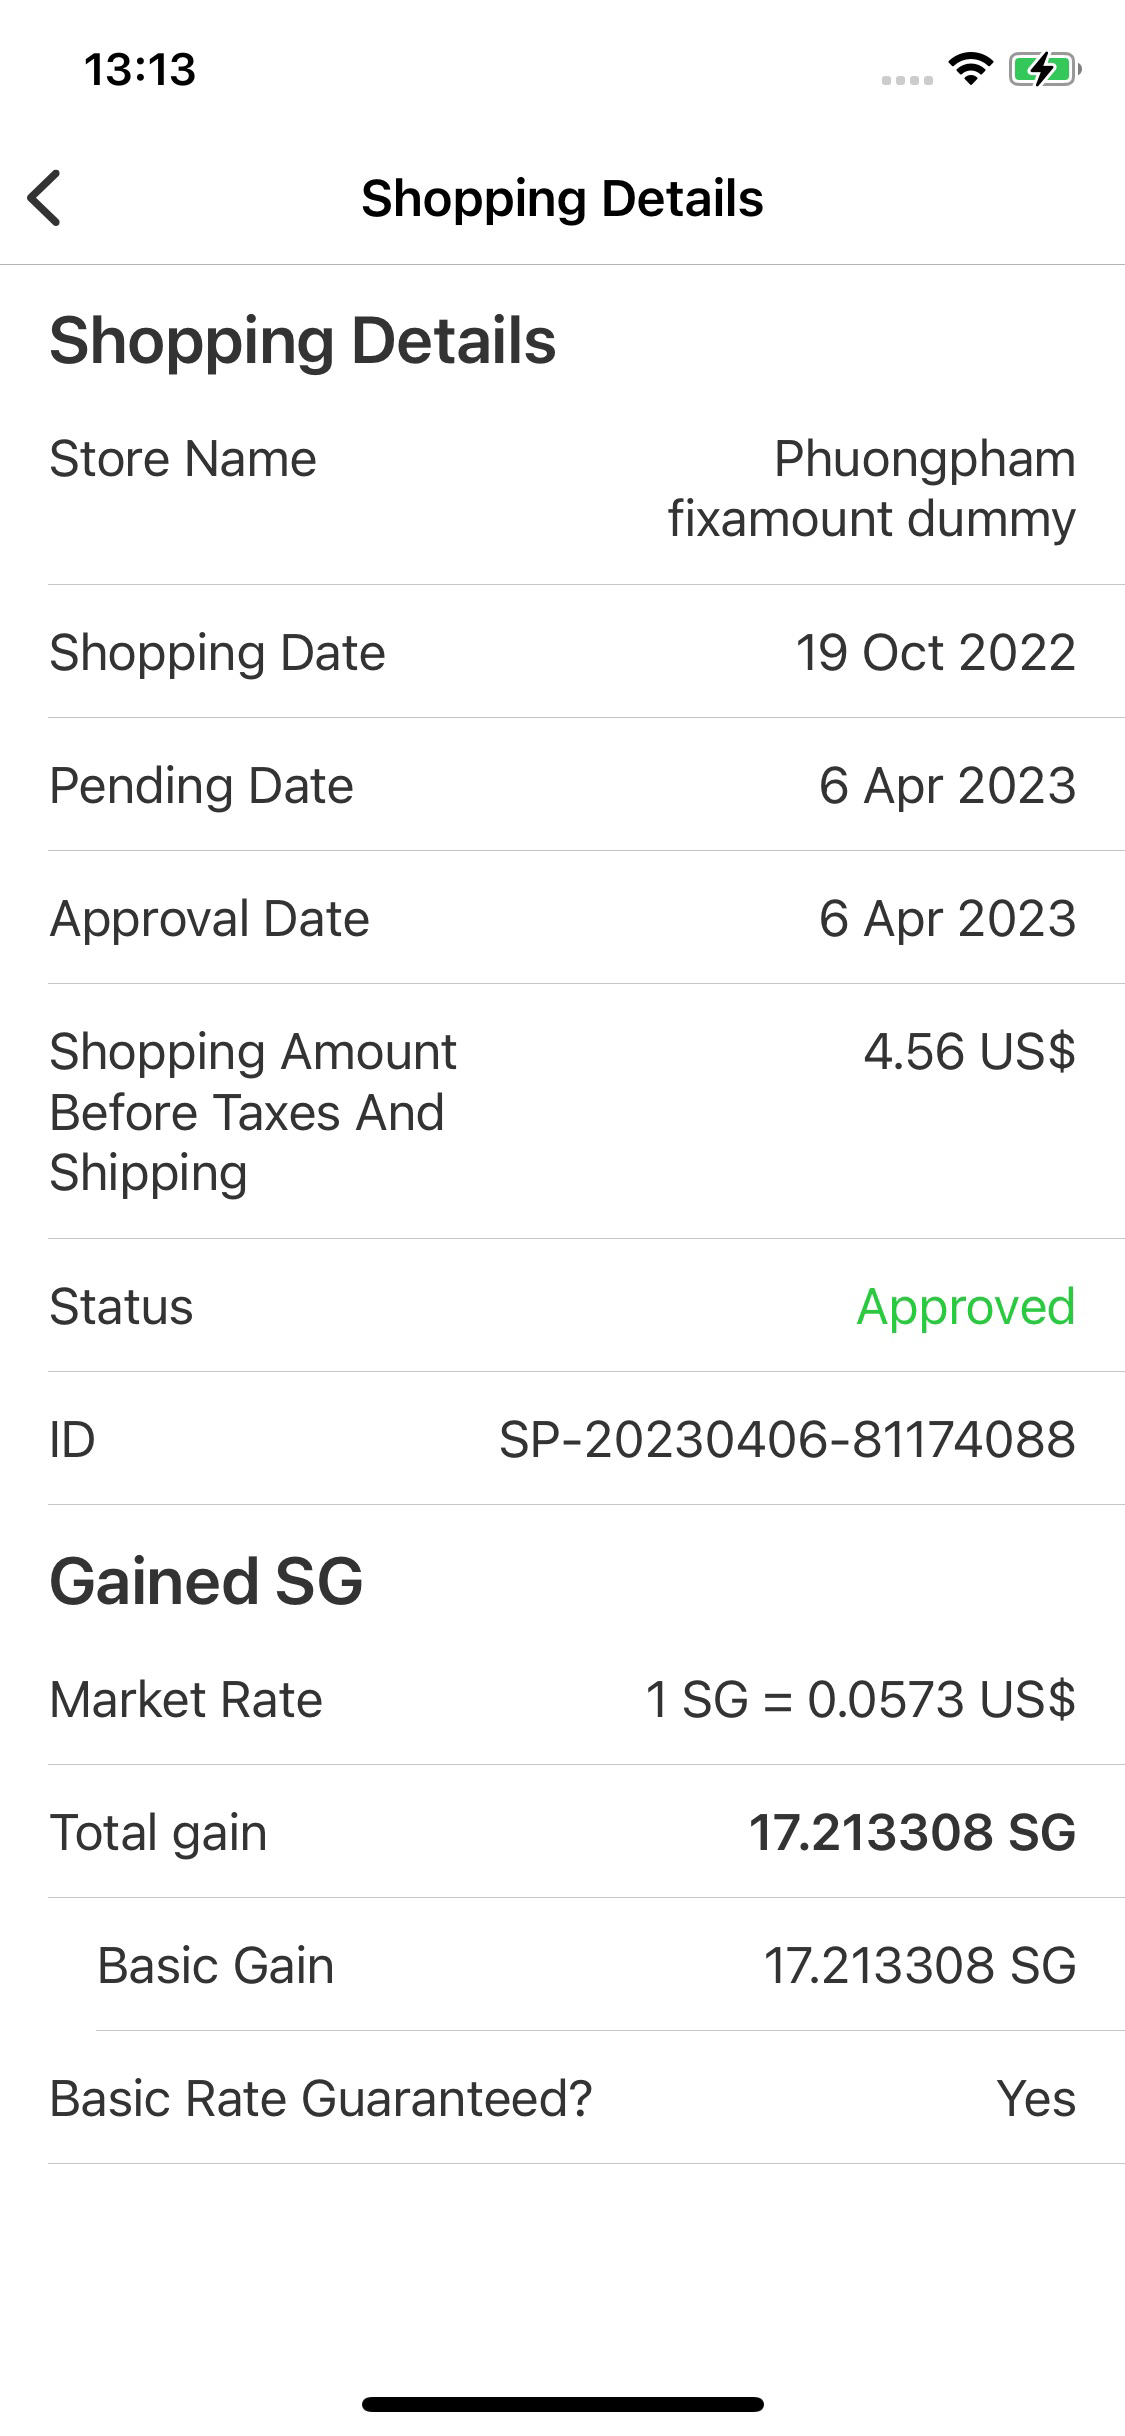 13:13
Shopping Details
Shopping Details
Store Name
Phuongpham
fixamount dummy
Shopping Date
19 Oct 2022
Pending Date
6 Apr 2023
Approval Date
6 Apr 2023
Shopping Amount
Before Taxes And
Shipping
4.56 US$
Status
Approved
ID
SP-20230406-81174088
Gained SG
Market Rate
1 SG = 0.0573 US$
Total gain
17.213308 SG
Basic Gain
17.213308 SG
Basic Rate Guaranteed?
Yes